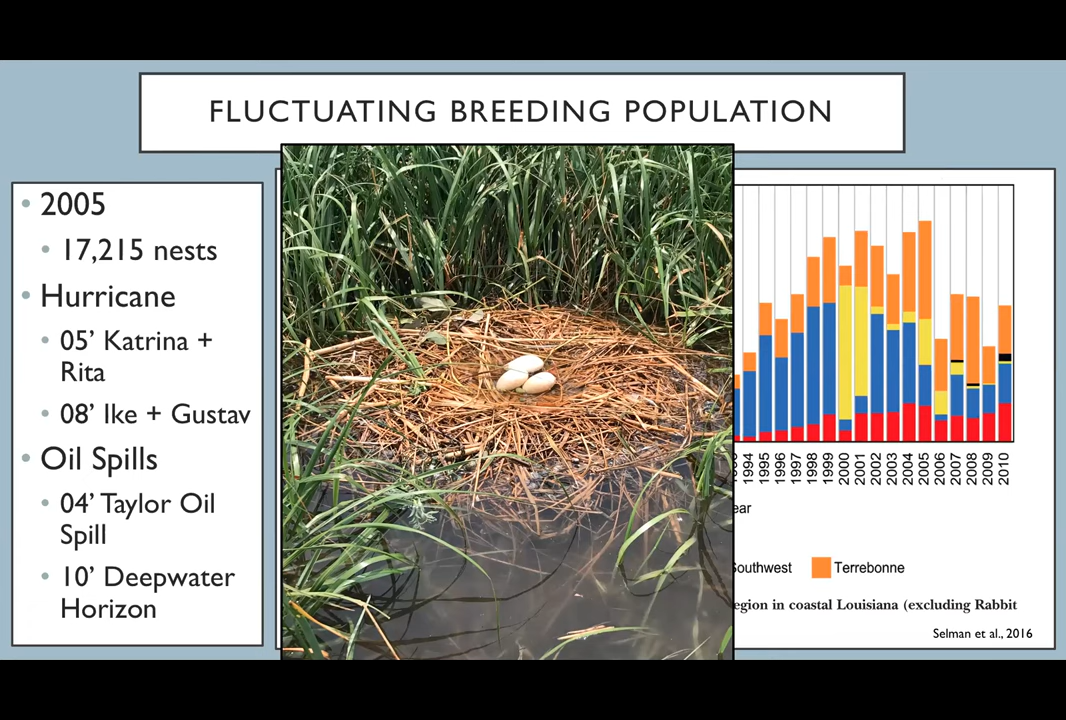 FLUCTUATING BREEDING POPULATION
2005
17,215 nests
Hurricane
05’ Katrina +
Rita
08’ Ike + Gustav
Oil Spills
04’ Taylor Oil
Spill
10’ Deepwater
Horizon
1994 1995 1996 1997 1998 1999 2000 2001 2002 2003 2004 2005 2006 2007 2008 2009 2010
Southwest Terrebonne
in coastal Louisiana (excluding Rabbit
Selman et al., 2016